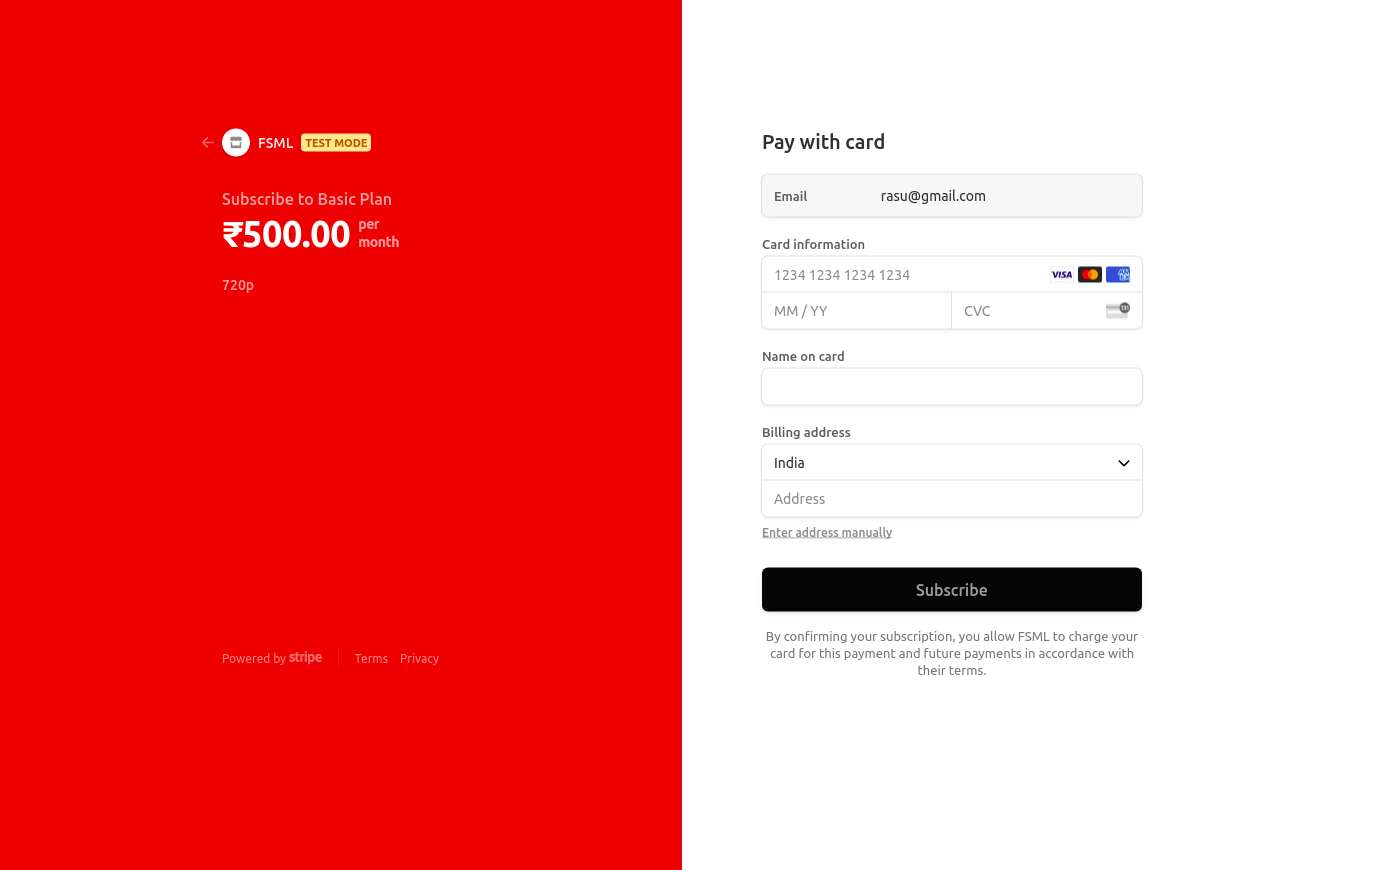 FSML TEST MODE
Subscribe to Basic Plan
₹500.00 per
month
720p
Powered by stripe Terms Privacy
Pay with card
Email rasu@gmail.com
Card information
1234 1234 1234 1234 VISA
MM / YY CVC
Name on card
Billing address
India
Address
Enter address manually
Subscribe
By confirming your subscription, you allow FSML to charge your
card for this payment and future payments in accordance with
their terms.